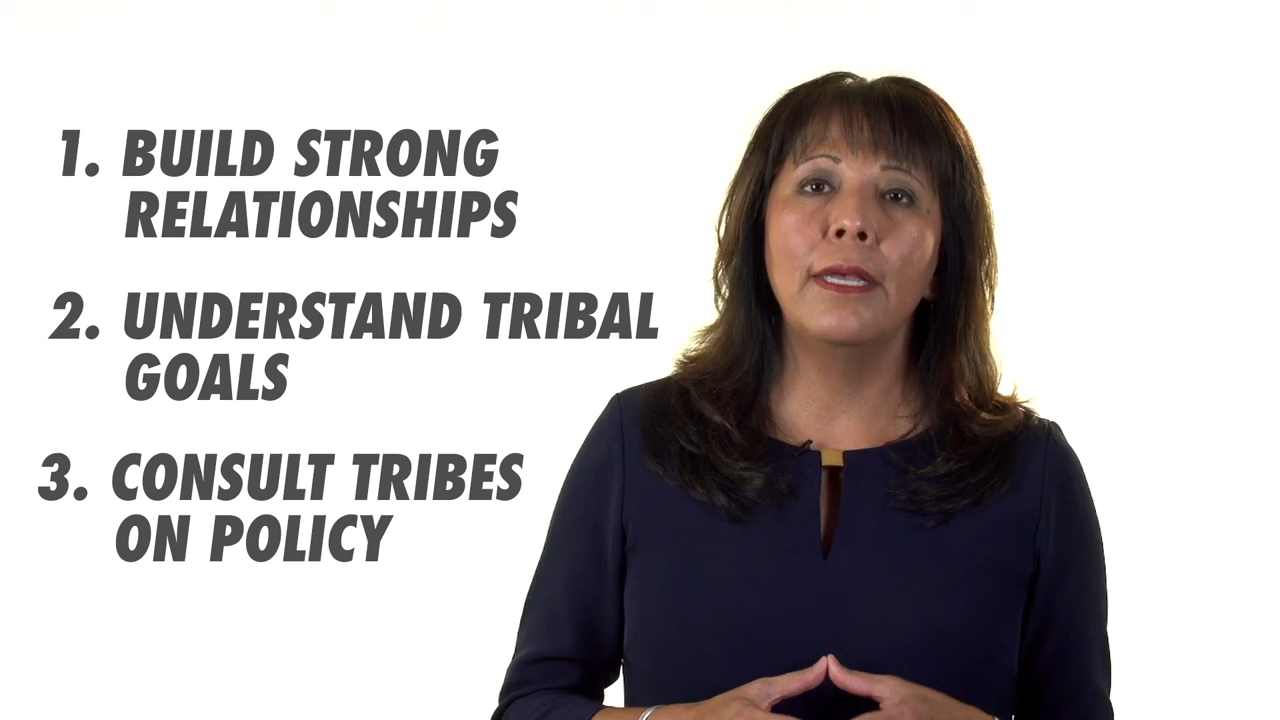 1. BUILD STRONG
RELATIONSHIPS
2. UNDERSTAND TRIBAL
GOALS
3. CONSULT TRIBES
ON POLICY